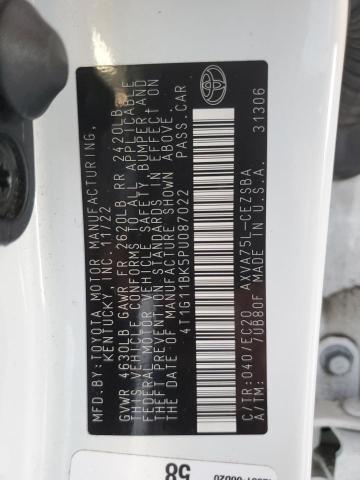 MFD. BY:
TOYOTA MOTOR MANUFACTURING,
KENTUCKY, INC. 11/22
GVWR 4630LB GAWR FR 2620LB RR 2420LB
THIS VEHICLE CONFORMS TO ALL APPLICABLE
FEDERAL MOTOR VEHICLE SAFETY, BUMPER, AND
THEFT PREVENTION STANDARDS IN EFFECT ON
THE DATE OF MANUFACTURE SHOWN ABOVE.
4T1G11BK5PU087022 PASS.CAR
C/TR:040/EC20 AXVA75L-CEZSBA
A/TM: /UB80F MADE IN USA 31306
58